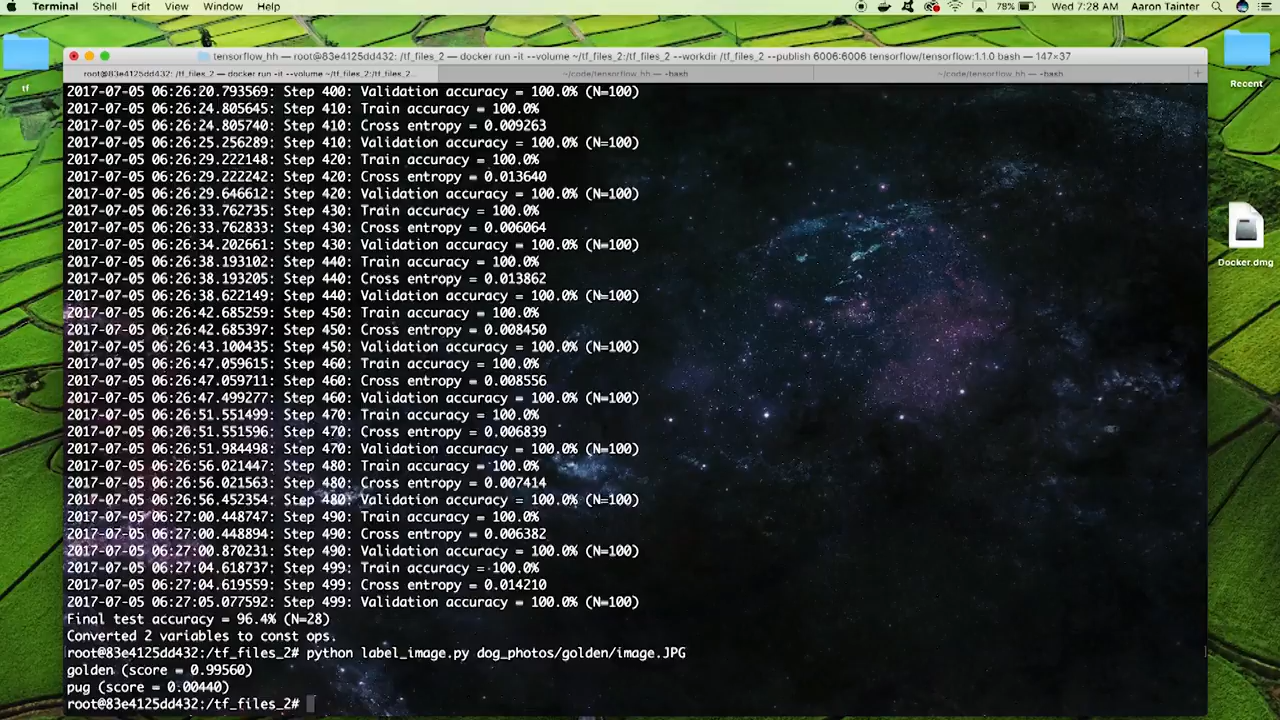 Terminal Shell Edit View Window Help 78% Wed 7:28 AM Aaron Tainter
tensorflow_hh — root@83e4125dd432: /tf_files_2 — docker run -it --volume ~/tf_files_2:/tf_files_2 --workdir /tf_files_2 --publish 6006:6006 tensorflow/tensorflow:1.1.0 bash — 147×37
root@83e4125dd432: /tf_files_2 — docker run -it --volume ~/tf_files_2:/tf_files_2... ~/code/tensorflow_hh — -bash ~/code/tensorflow_hh — -bash +
tf
Recent
Docker.dmg
2017-07-05 06:26:20.793569: Step 400: Validation accuracy = 100.0% (N=100)
2017-07-05 06:26:24.805645: Step 410: Train accuracy = 100.0%
2017-07-05 06:26:24.805740: Step 410: Cross entropy = 0.009263
2017-07-05 06:26:25.256289: Step 410: Validation accuracy = 100.0% (N=100)
2017-07-05 06:26:29.222148: Step 420: Train accuracy = 100.0%
2017-07-05 06:26:29.222242: Step 420: Cross entropy = 0.013640
2017-07-05 06:26:29.646612: Step 420: Validation accuracy = 100.0% (N=100)
2017-07-05 06:26:33.762735: Step 430: Train accuracy = 100.0%
2017-07-05 06:26:33.762833: Step 430: Cross entropy = 0.006064
2017-07-05 06:26:34.202661: Step 430: Validation accuracy = 100.0% (N=100)
2017-07-05 06:26:38.193102: Step 440: Train accuracy = 100.0%
2017-07-05 06:26:38.193205: Step 440: Cross entropy = 0.013862
2017-07-05 06:26:38.622149: Step 440: Validation accuracy = 100.0% (N=100)
2017-07-05 06:26:42.685259: Step 450: Train accuracy = 100.0%
2017-07-05 06:26:42.685397: Step 450: Cross entropy = 0.008450
2017-07-05 06:26:43.100435: Step 450: Validation accuracy = 100.0% (N=100)
2017-07-05 06:26:47.059615: Step 460: Train accuracy = 100.0%
2017-07-05 06:26:47.059711: Step 460: Cross entropy = 0.008556
2017-07-05 06:26:47.499277: Step 460: Validation accuracy = 100.0% (N=100)
2017-07-05 06:26:51.551499: Step 470: Train accuracy = 100.0%
2017-07-05 06:26:51.551596: Step 470: Cross entropy = 0.006839
2017-07-05 06:26:51.984498: Step 470: Validation accuracy = 100.0% (N=100)
2017-07-05 06:26:56.021447: Step 480: Train accuracy = 100.0%
2017-07-05 06:26:56.021563: Step 480: Cross entropy = 0.007414
2017-07-05 06:26:56.452354: Step 480: Validation accuracy = 100.0% (N=100)
2017-07-05 06:27:00.448747: Step 490: Train accuracy = 100.0%
2017-07-05 06:27:00.448894: Step 490: Cross entropy = 0.006382
2017-07-05 06:27:00.870231: Step 490: Validation accuracy = 100.0% (N=100)
2017-07-05 06:27:04.618737: Step 499: Train accuracy = 100.0%
2017-07-05 06:27:04.619559: Step 499: Cross entropy = 0.014210
2017-07-05 06:27:05.077592: Step 499: Validation accuracy = 100.0% (N=100)
Final test accuracy = 96.4% (N=28)
Converted 2 variables to const ops.
root@83e4125dd432:/tf_files_2# python label_image.py dog_photos/golden/image.JPG
golden (score = 0.99560)
pug (score = 0.00440)
root@83e4125dd432:/tf_files_2#